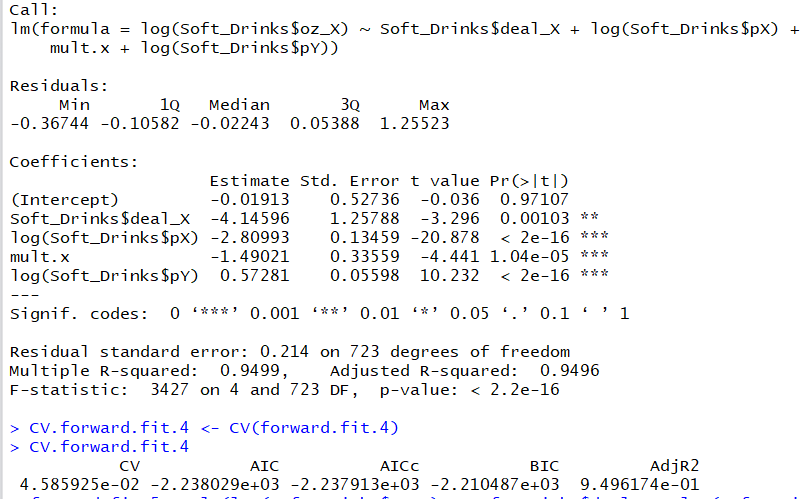 Call:
lm(formula = log(Soft_Drinks$oz_X) ~ Soft_Drinks$deal_X + log(Soft_Drinks$pX) +
    mult.x + log(Soft_Drinks$pY))
Residuals:
     Min       1Q   Median       3Q      Max
-0.36744 -0.10582 -0.02243  0.05388  1.25523
Coefficients:
                    Estimate Std. Error t value Pr(>|t|)
(Intercept)         -0.01913    0.52736  -0.036  0.97107
Soft_Drinks$deal_X  -4.14596    1.25788  -3.296  0.00103 **
log(Soft_Drinks$pX) -2.80993    0.13459 -20.878  < 2e-16 ***
mult.x              -1.49021    0.33559  -4.441 1.04e-05 ***
log(Soft_Drinks$pY)  0.57281    0.05598  10.232  < 2e-16 ***
---
Signif. codes:  0 ‘***’ 0.001 ‘**’ 0.01 ‘*’ 0.05 ‘.’ 0.1 ‘ ’ 1
Residual standard error: 0.214 on 723 degrees of freedom
Multiple R-squared:  0.9499,    Adjusted R-squared:  0.9496
F-statistic:  3427 on 4 and 723 DF,  p-value: < 2.2e-16
> CV.forward.fit.4 <- CV(forward.fit.4)
> CV.forward.fit.4
           CV           AIC          AICc           BIC         AdjR2
 4.585925e-02 -2.238029e+03 -2.237913e+03 -2.210487e+03  9.496174e-01